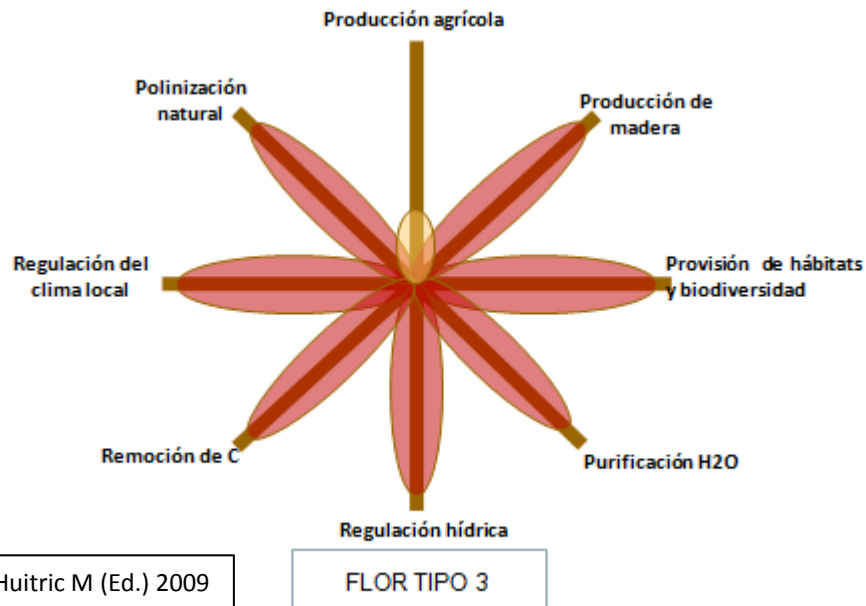 Producción agrícola
Polinización
natural
Producción de
madera
Regulación del
clima local
Provisión de hábitats
y biodiversidad
Remoción de C
Purificación H2O
Regulación hídrica
Huitric M (Ed.) 2009
FLOR TIPO 3